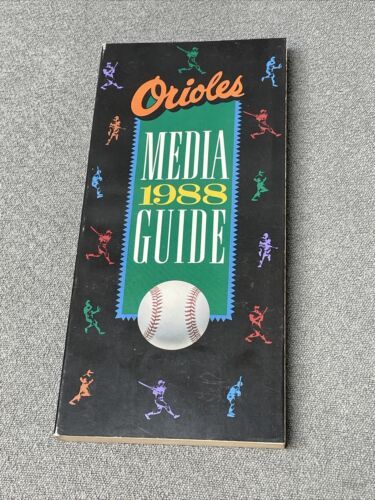 Orioles
MEDIA
1988
GUIDE